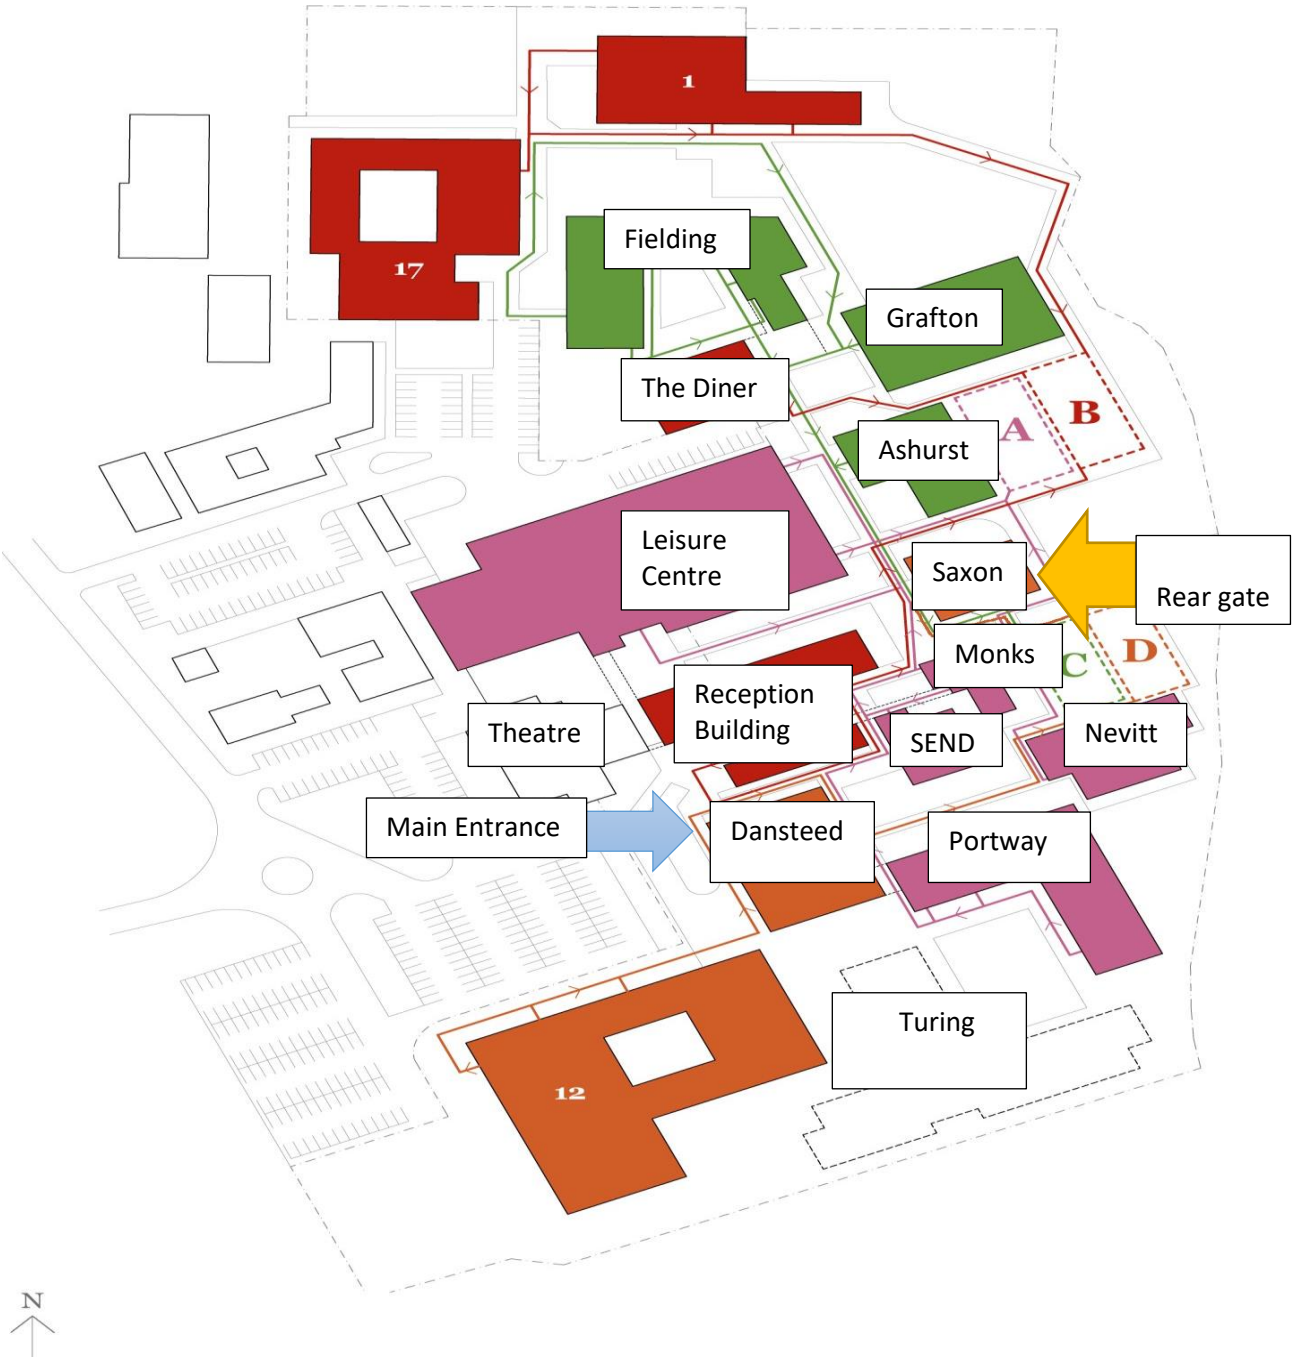 1
17
Fielding
Grafton
The Diner
B
A
Ashurst
Leisure
Centre
Saxon
Rear gate
Monks
C
D
Reception
Building
Theatre
SEND
Nevitt
Main Entrance
Dansteed
Portway
Turing
12
N